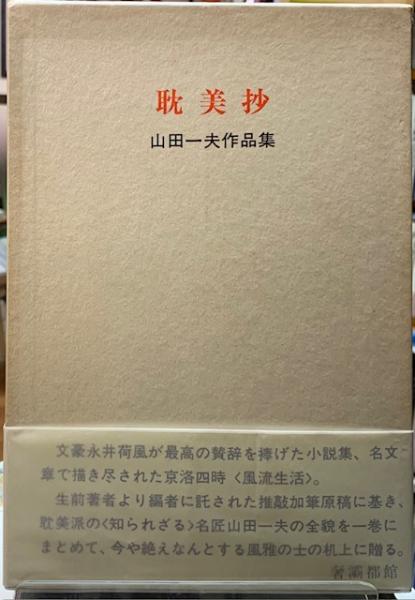 耽美抄
山田一夫作品集
文豪永井荷風が最高の賛辞を捧げた小説集、名文
章で描き尽された京洛四時〈風流生活〉。
生前著者より編者に託された推敲加筆原稿に基き、
耽美派の〈知られざる〉名匠山田一夫の全貌を一巻に
まとめて、今や絶えなんとする風雅の士の机上に贈る。
奢灞都館